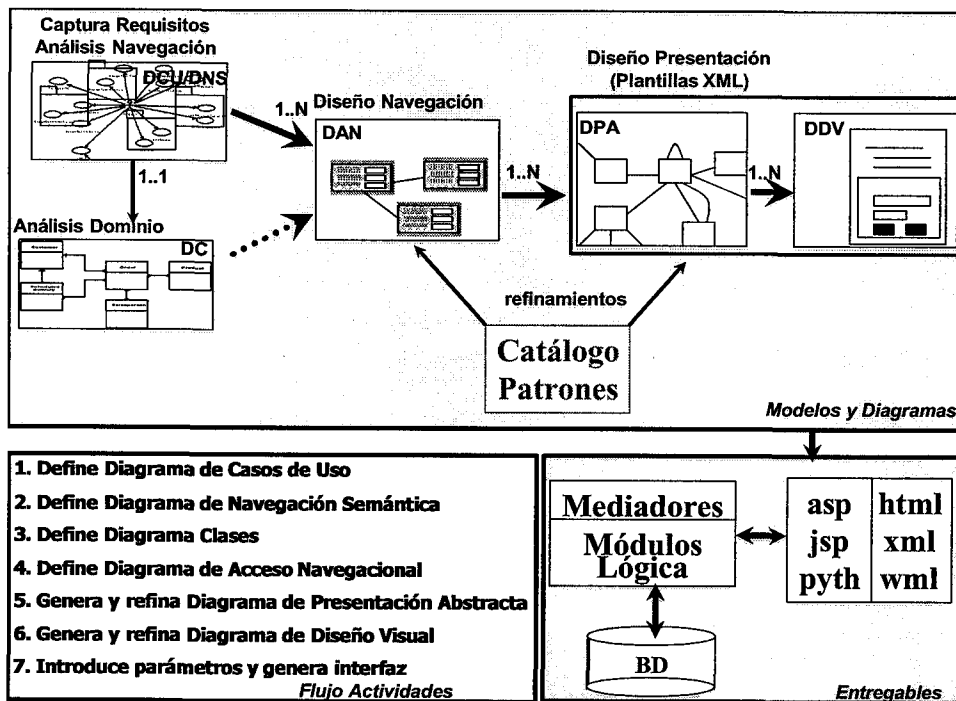 Captura Requisitos
Análisis Navegación
DCU/DNS
1..N
1..1
Análisis Dominio
DC
Diseño Navegación
DAN
1..N
Diseño Presentación
(Plantillas XML)
DPA
1..N
DDV
refinamientos
Catálogo
Patrones
Modelos y Diagramas
1. Define Diagrama de Casos de Uso
2. Define Diagrama de Navegación Semántica
3. Define Diagrama Clases
4. Define Diagrama de Acceso Navegacional
5. Genera y refina Diagrama de Presentación Abstracta
6. Genera y refina Diagrama de Diseño Visual
7. Introduce parámetros y genera interfaz
Flujo Actividades
Mediadores
Módulos
Lógica
BD
asp html
jsp xml
pyth wml
Entregables